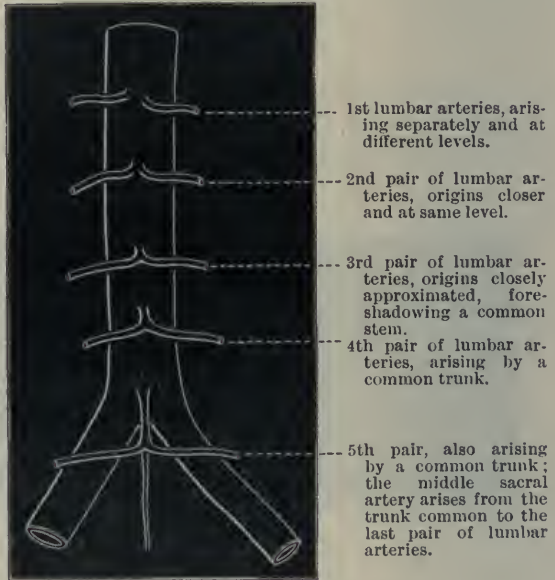 1st lumbar arteries, aris-
ing separately and at
different levels.
2nd pair of lumbar ar-
teries, origins closer
and at same level.
3rd pair of lumbar ar-
teries, origins closely
approximated, fore-
shadowing a common
stem.
4th pair of lumbar ar-
teries, arising by a
common trunk.
5th pair, also arising
by a common trunk;
the middle sacral
artery arises from the
trunk common to the
last pair of lumbar
arteries.